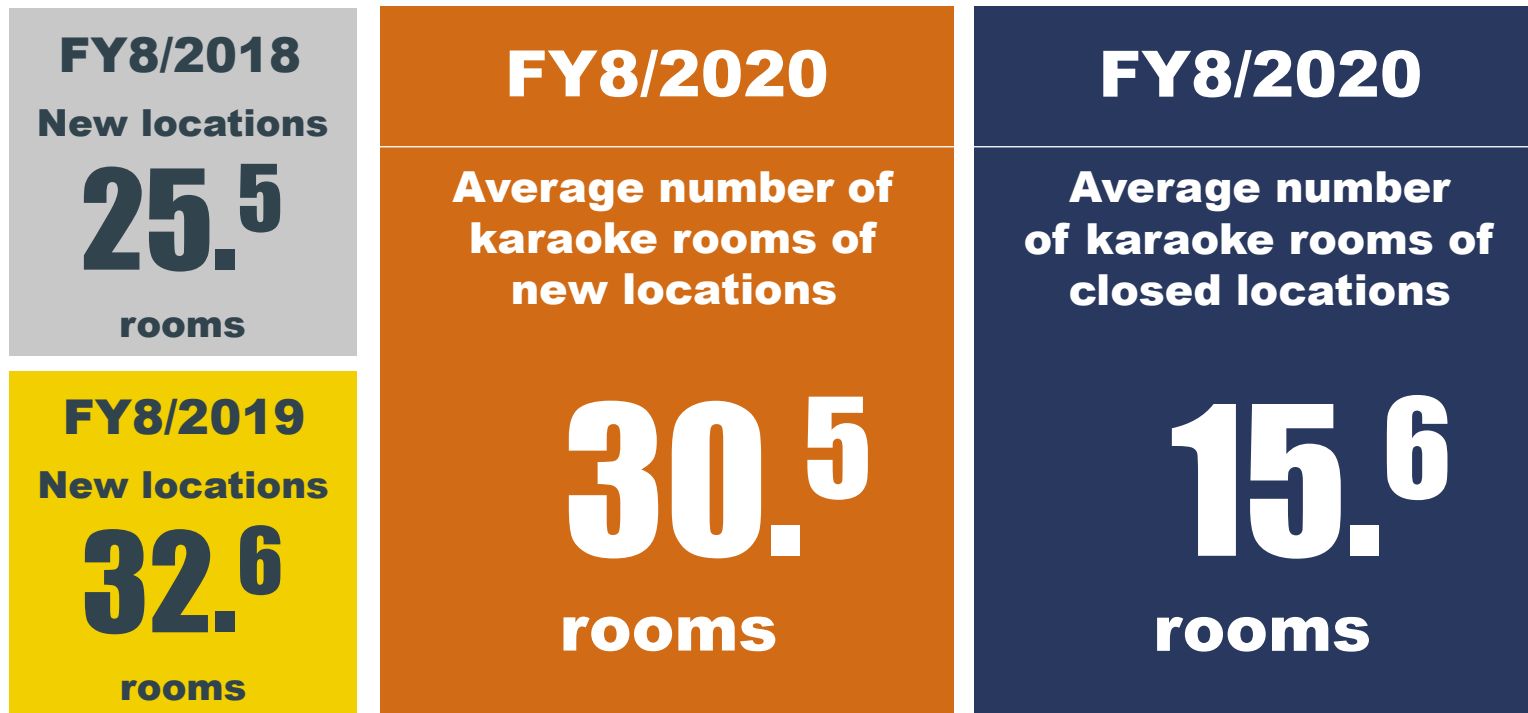 FY8/2018
New locations
25.5
rooms
FY8/2019
New locations
32.6
rooms
FY8/2020
Average number of
karaoke rooms of
new locations
30.5
rooms
FY8/2020
Average number
of karaoke rooms of
closed locations
15.6
rooms